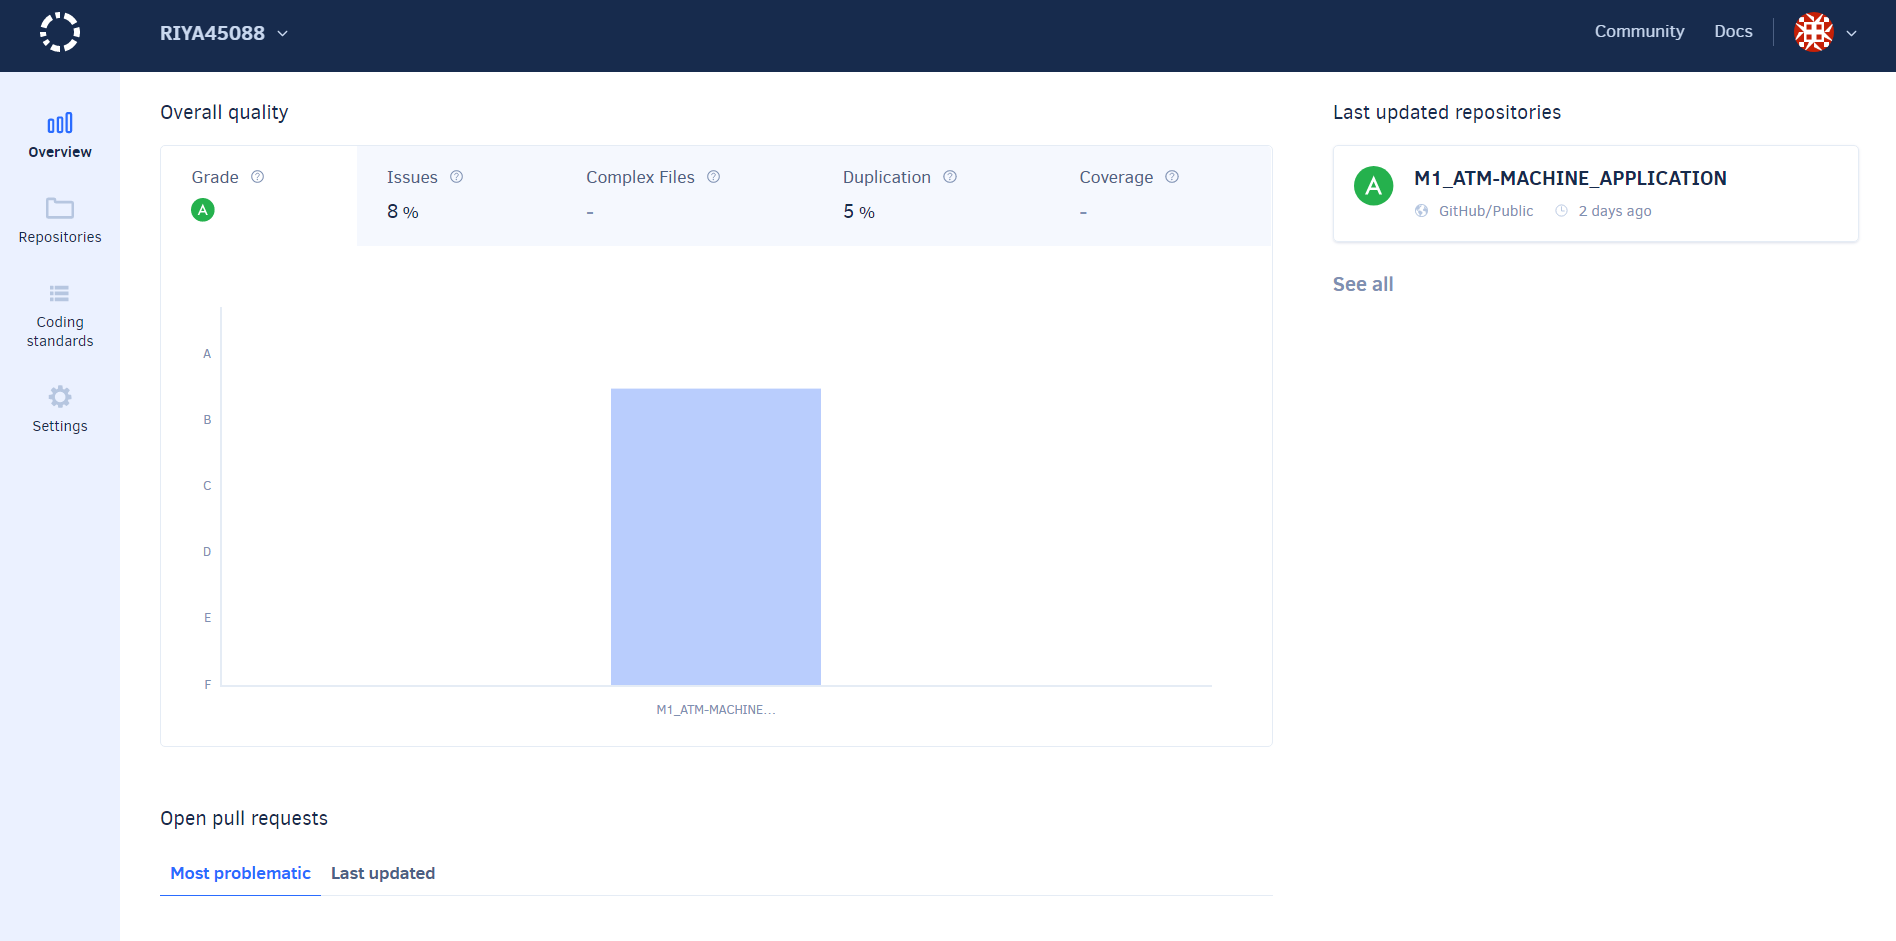 RIYA45088
Community Docs
Overview
Repositories
Coding
standards
Settings
Overall quality
Grade
A
Issues
8 %
Complex Files
-
Duplication
5 %
Coverage
-
A
B
C
D
E
F
M1_ATM-MACHINE...
Open pull requests
Most problematic Last updated
Last updated repositories
A
M1_ATM-MACHINE_APPLICATION
GitHub/Public 2 days ago
See all